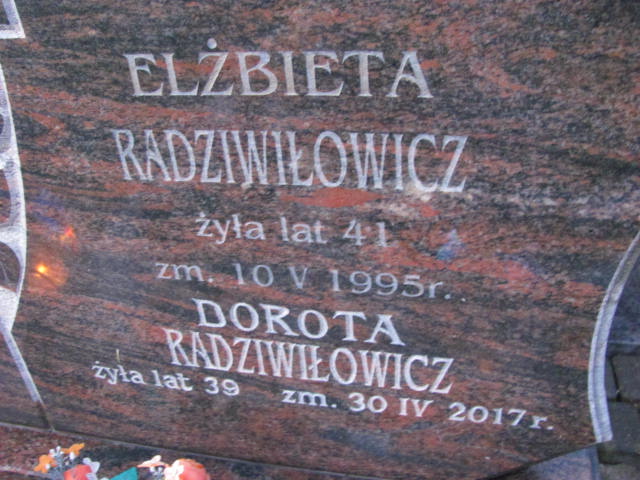 ELŻBIETA
RADZIWIŁOWICZ
żyła lat 41
zm. 10 V 1995r.
DOROTA
RADZIWIŁOWICZ
żyła lat 39 zm. 30 IV 2017r.